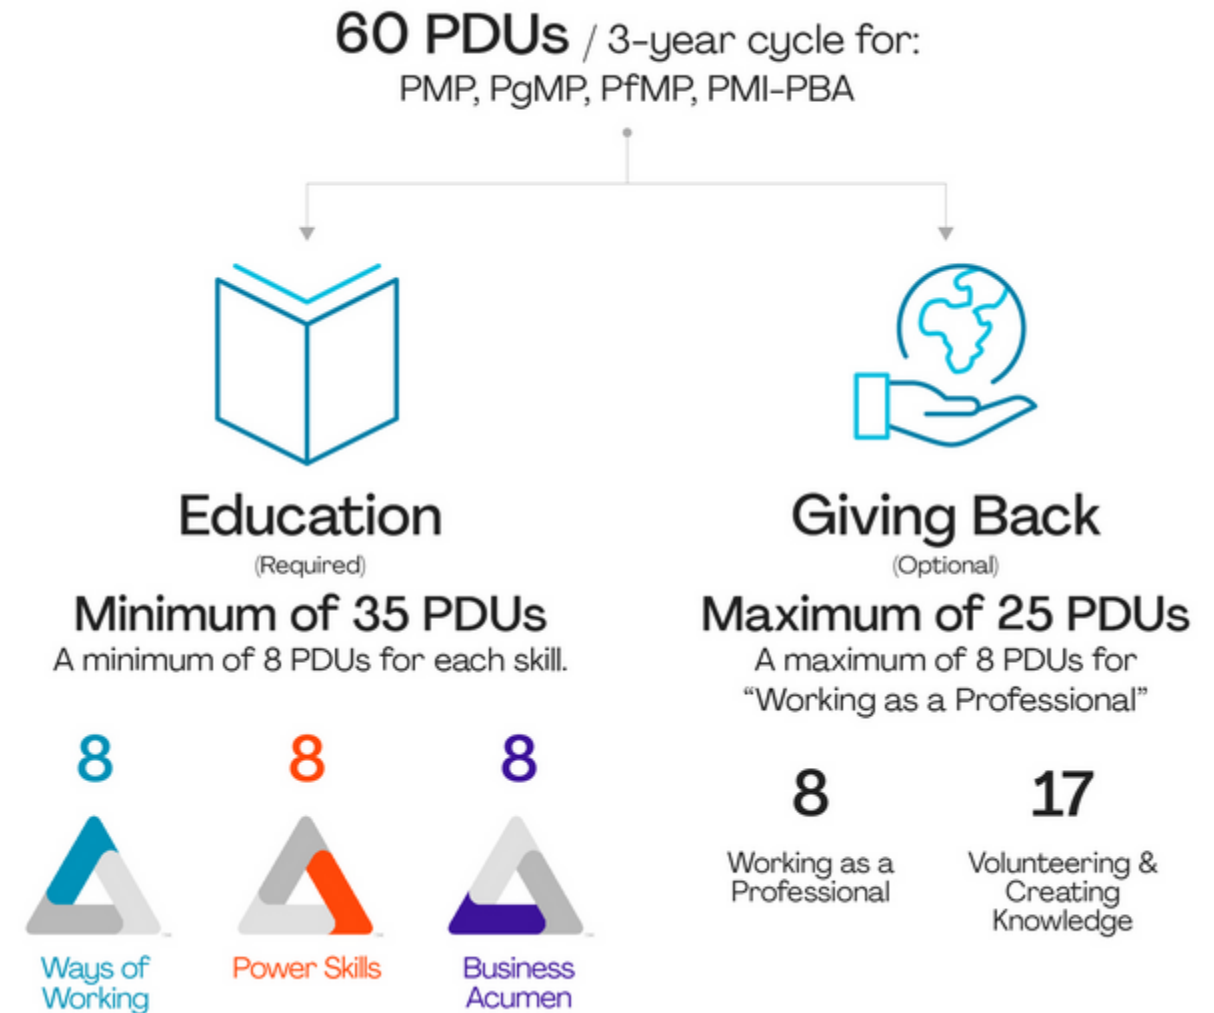 60 PDUs / 3-year cycle for:
PMP, PgMP, PfMP, PMI-PBA
Education
(Required)
Minimum of 35 PDUs
A minimum of 8 PDUs for each skill.
8
8
8
Ways of
Working
Power Skills
Business
Acumen
Giving Back
(Optional)
Maximum of 25 PDUs
A maximum of 8 PDUs for
“Working as a Professional”
8
17
Working as a
Professional
Volunteering &
Creating
Knowledge